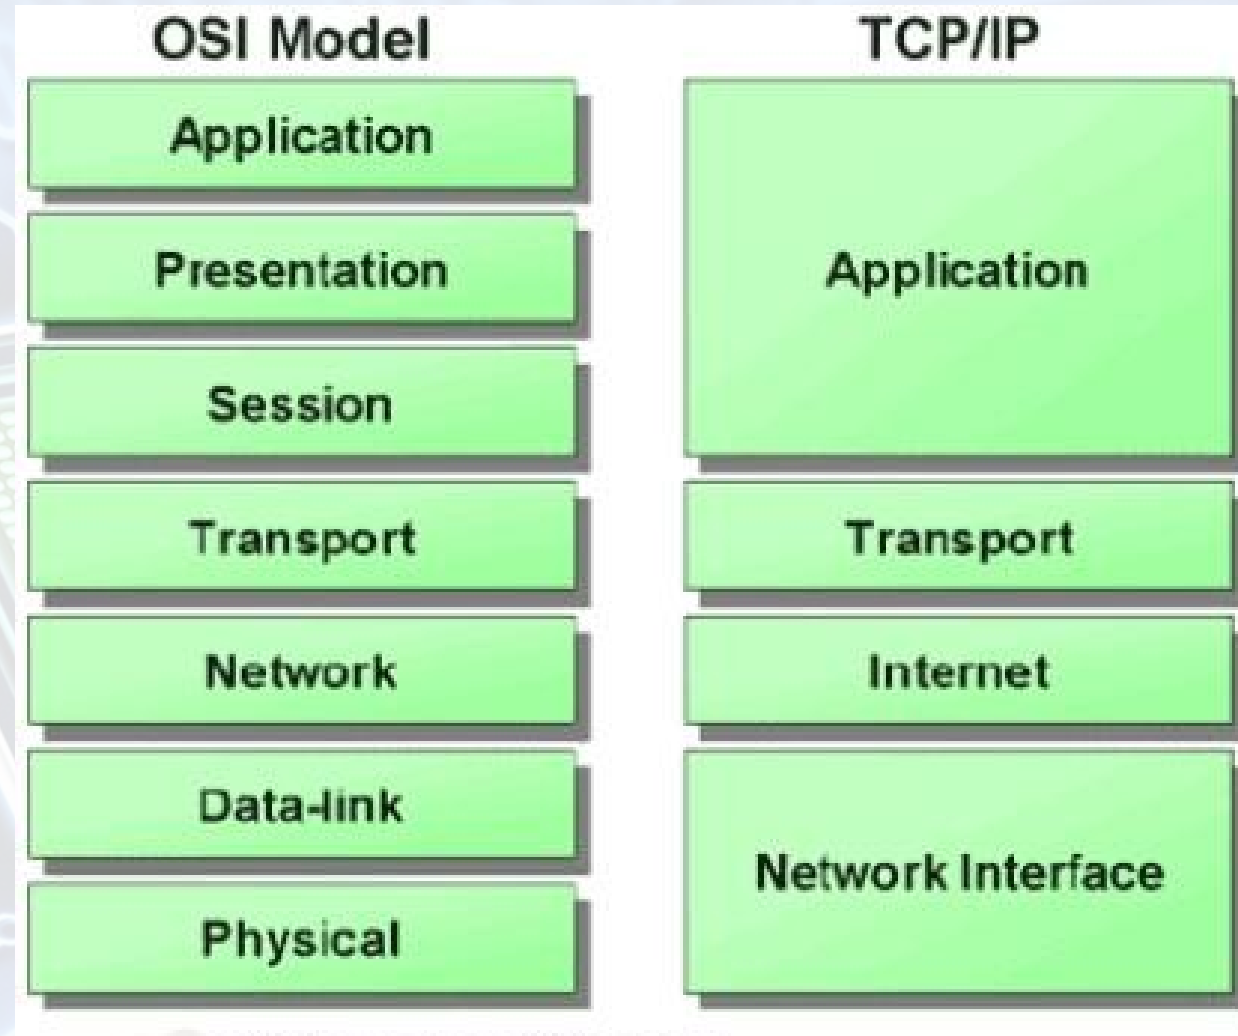 OSI Model
Application
Presentation
Session
Transport
Network
Data-link
Physical
TCP/IP
Application
Transport
Internet
Network Interface